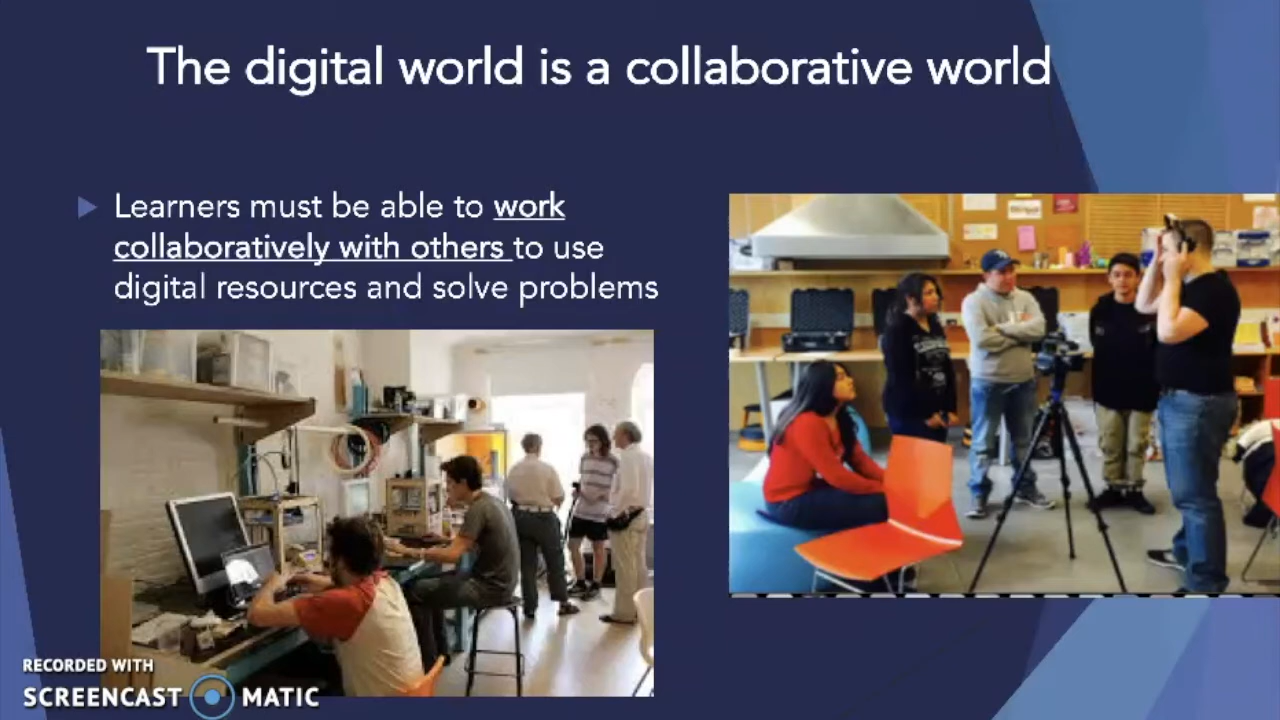 The digital world is a collaborative world
Learners must be able to work
collaboratively with others to use
digital resources and solve problems
RECORDED WITH
SCREENCAST MATIC